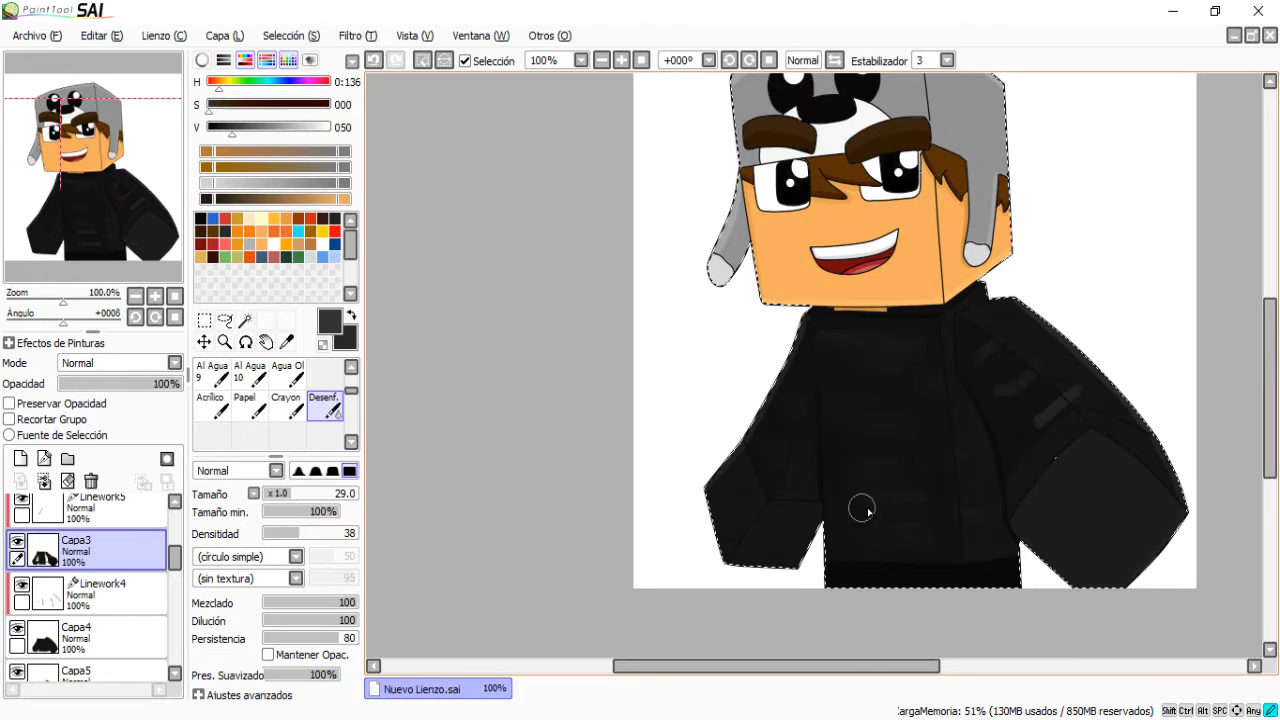 PaintTool SAI
Archivo (F) Editar (E) Lienzo (C) Capa (L) Selección (S) Filtro (T) Vista (V) Ventana (W) Otros (O)
Selección 100% +000º Normal Estabilizador 3
H 0:136
S 000
V 050
Zoom 100.0%
Ángulo +000ß
Efectos de Pinturas
Mode Normal
Opacidad 100%
Preservar Opacidad
Recortar Grupo
Fuente de Selección
Linework5
Normal
100%
Capa3
Normal
100%
Linework4
Normal
100%
Capa4
Normal
100%
Capa5
Al Agua 9 Al Agua 10 Agua Ol
Acrílico Papel Crayon Desenf.
Normal
Tamaño x 1.0 29.0
Tamaño min. 100%
Densitidad 38
(círculo simple) 50
(sin textura) 95
Mezclado 100
Dilución 100
Persistencia 80
Mantener Opac.
Pres. Suavizado 100%
Ajustes avanzados
Nuevo Lienzo.sai 100%
CargaMemoria: 51% (130MB usados / 850MB reservados) Shift Ctrl Alt SPC Any